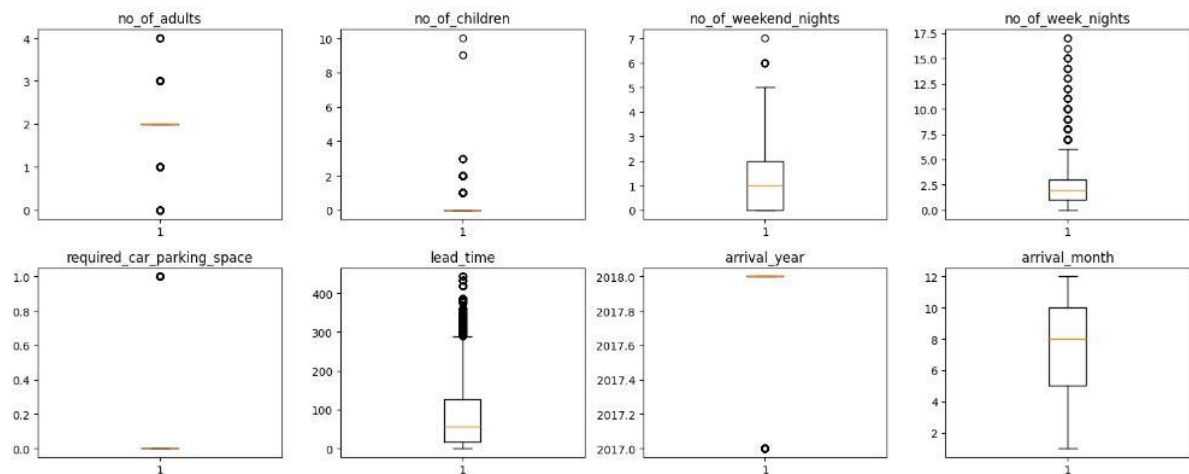 no_of_adults no_of_children no_of_weekend_nights no_of_week_nights
4 10 7 17.5
3 8 6 15.0
2 6 5 12.5
1 4 4 10.0
0 2 3 7.5
0 2 5.0
1 2.5
0 0.0
1 1 1 1
required_car_parking_space lead_time arrival_year arrival_month
1.0 400 2018.0 12
0.8 300 2017.8 10
0.6 200 2017.6 8
0.4 100 2017.4 6
0.2 0 2017.2 4
0.0 2017.0 2
1 1 1 1